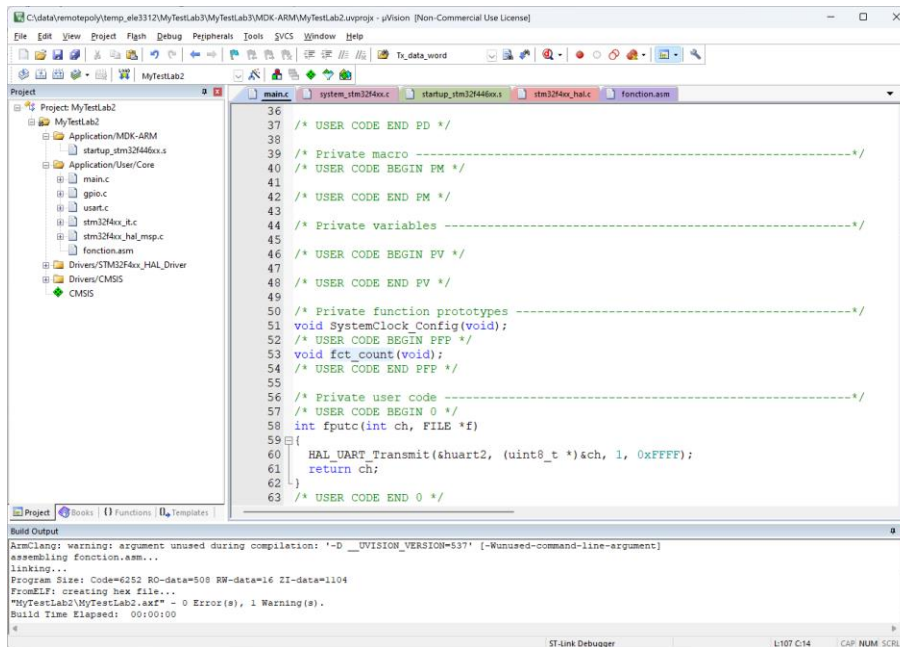 C:\data\remotepoly\temp_ele3312\MyTestLab3\MyTestLab3\MDK-ARM\MyTestLab2.uvprojx - µVision [Non-Commercial Use License]
File Edit View Project Flash Debug Peripherals Tools SVCS Window Help
Tx_data_word
LOAD MyTestLab2
Project
main.c system_stm32f4xx.c startup_stm32f446xx.s stm32f4xx_hal.c fonction.asm
Project: MyTestLab2
MyTestLab2
Application/MDK-ARM
startup_stm32f446xx.s
Application/User/Core
main.c
gpio.c
usart.c
stm32f4xx_it.c
stm32f4xx_hal_msp.c
fonction.asm
Drivers/STM32F4xx_HAL_Driver
Drivers/CMSIS
CMSIS
36
37 /* USER CODE END PD */
38
39 /* Private macro -------------------------------------------------------------*/
40 /* USER CODE BEGIN PM */
41
42 /* USER CODE END PM */
43
44 /* Private variables ---------------------------------------------------------*/
45
46 /* USER CODE BEGIN PV */
47
48 /* USER CODE END PV */
49
50 /* Private function prototypes -----------------------------------------------*/
51 void SystemClock_Config(void);
52 /* USER CODE BEGIN PFP */
53 void fct_count(void);
54 /* USER CODE END PFP */
55
56 /* Private user code ---------------------------------------------------------*/
57 /* USER CODE BEGIN 0 */
58 int fputc(int ch, FILE *f)
59 {
60 HAL_UART_Transmit(&huart2, (uint8_t *)&ch, 1, 0xFFFF);
61 return ch;
62 }
63 /* USER CODE END 0 */
Project Books {} Functions 0 Templates
Build Output
ArmClang: warning: argument unused during compilation: '-D __UVISION_VERSION=537' [-Wunused-command-line-argument]
assembling fonction.asm...
linking...
Program Size: Code=6252 RO-data=508 RW-data=16 ZI-data=1104
FromELF: creating hex file...
"MyTestLab2\MyTestLab2.axf" - 0 Error(s), 1 Warning(s).
Build Time Elapsed: 00:00:00
ST-Link Debugger L:107 C:14 CAP NUM SCRL